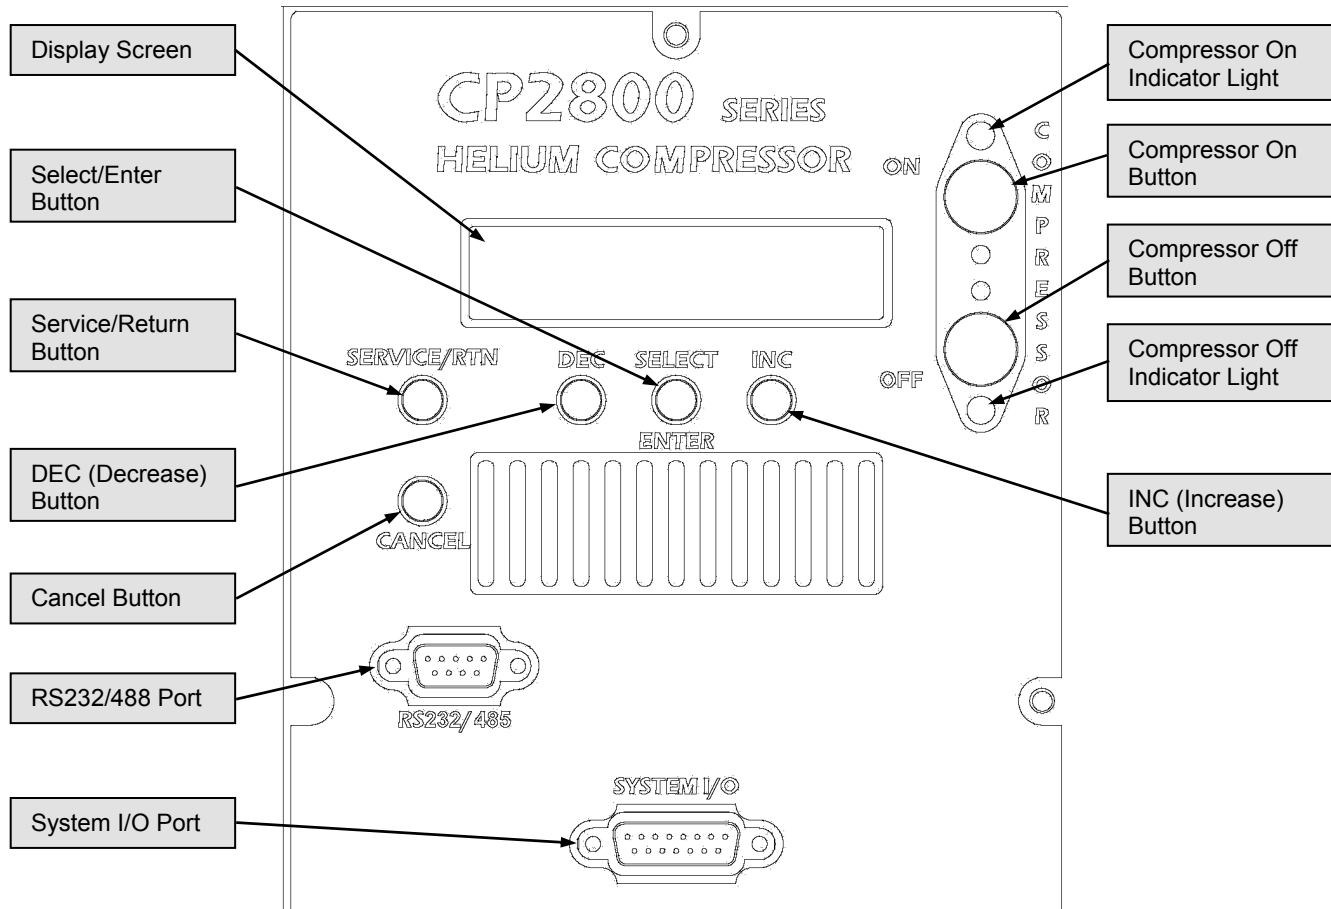 Display Screen
Select/Enter
Button
Service/Return
Button
DEC (Decrease)
Button
Cancel Button
RS232/488 Port
System I/O Port
CP2800 SERIES
HELIUM COMPRESSOR
ON
OFF
COMPRESSOR
SERVICE/RTN
DEC
SELECT
INC
ENTER
CANCEL
RS232/485
SYSTEM I/O
Compressor On
Indicator Light
Compressor On
Button
Compressor Off
Button
Compressor Off
Indicator Light
INC (Increase)
Button